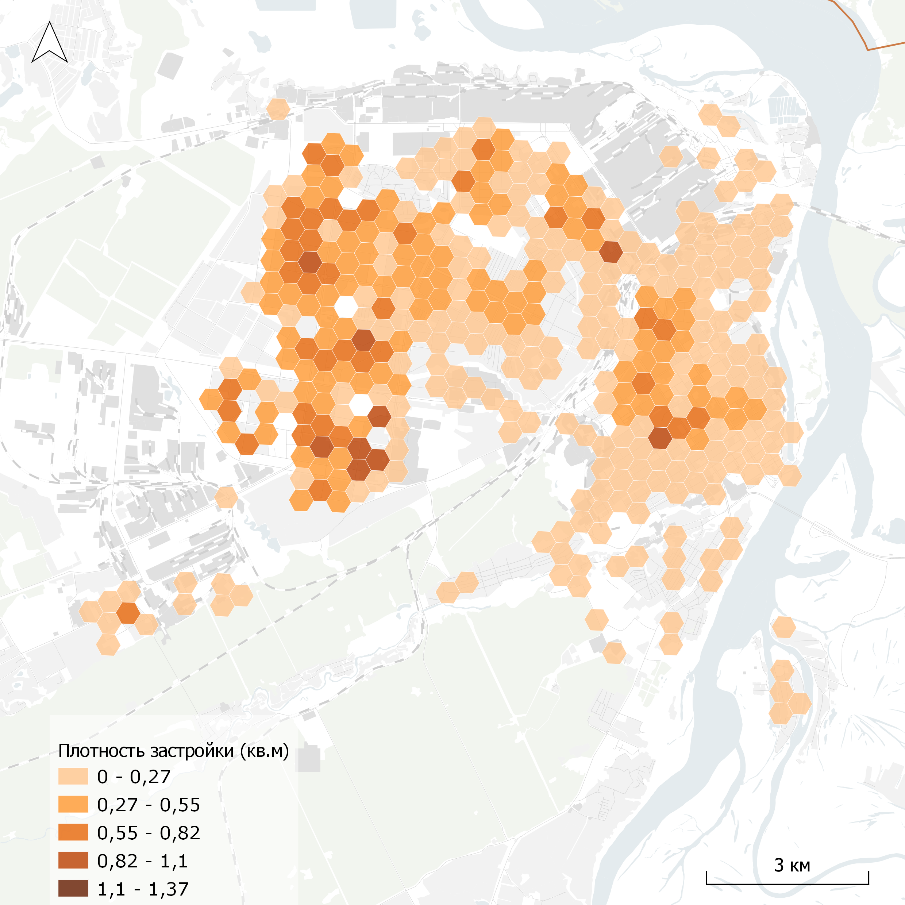 Плотность застройки (кв.м)
0 - 0,27
0,27 - 0,55
0,55 - 0,82
0,82 - 1,1
1,1 - 1,37
3 км